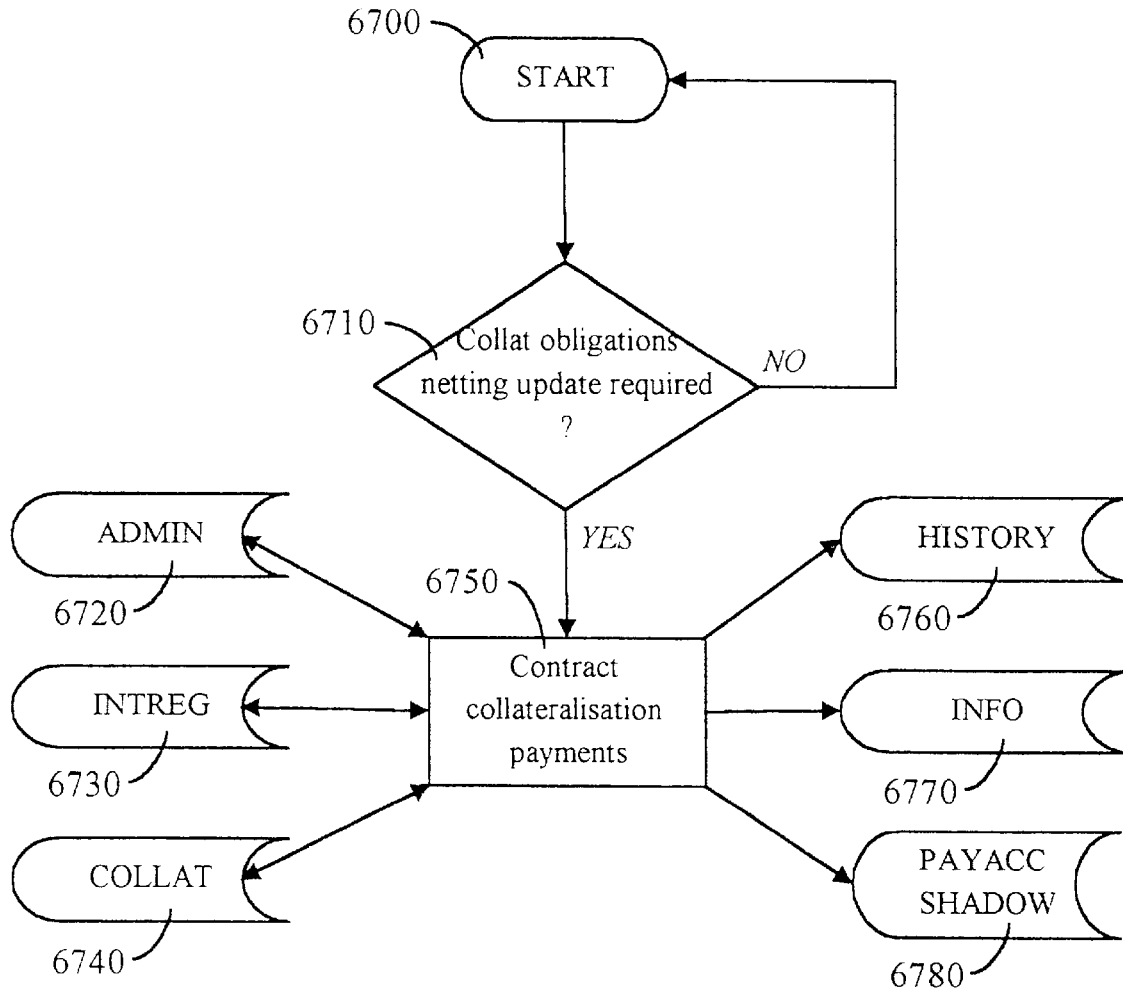 6700
START
6710
Collat obligations
netting update required
?
NO
YES
ADMIN
6720
INTREG
6730
COLLAT
6740
6750
Contract
collateralisation
payments
HISTORY
6760
INFO
6770
PAYACC
SHADOW
6780